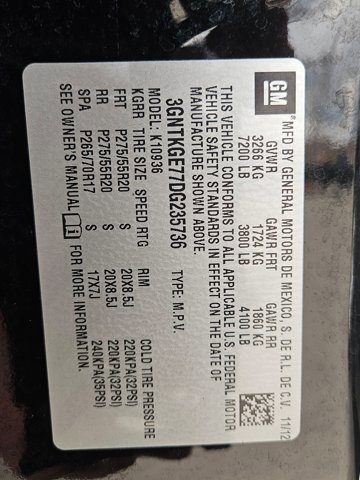 GM
MFD BY GENERAL MOTORS DE MEXICO, S. DE R.L. DE C.V. 11/12
GVWR GAWR FRT GAWR RR
3266 KG 1724 KG 1860 KG
7200 LB 3800 LB 4100 LB
THIS VEHICLE CONFORMS TO ALL APPLICABLE U.S. FEDERAL MOTOR
VEHICLE SAFETY STANDARDS IN EFFECT ON THE DATE OF
MANUFACTURE SHOWN ABOVE.
3GNTKGE77DG235736 TYPE: M.P.V.
MODEL: K10936
KGRR TIRE SIZE SPEED RTG RIM COLD TIRE PRESSURE
FRT P275/55R20 S 20X8.5J 220KPA(32PSI)
RR P275/55R20 S 20X8.5J 220KPA(32PSI)
SPA P265/70R17 S 17X7J 240KPA(35PSI)
SEE OWNER'S MANUAL i FOR MORE INFORMATION.